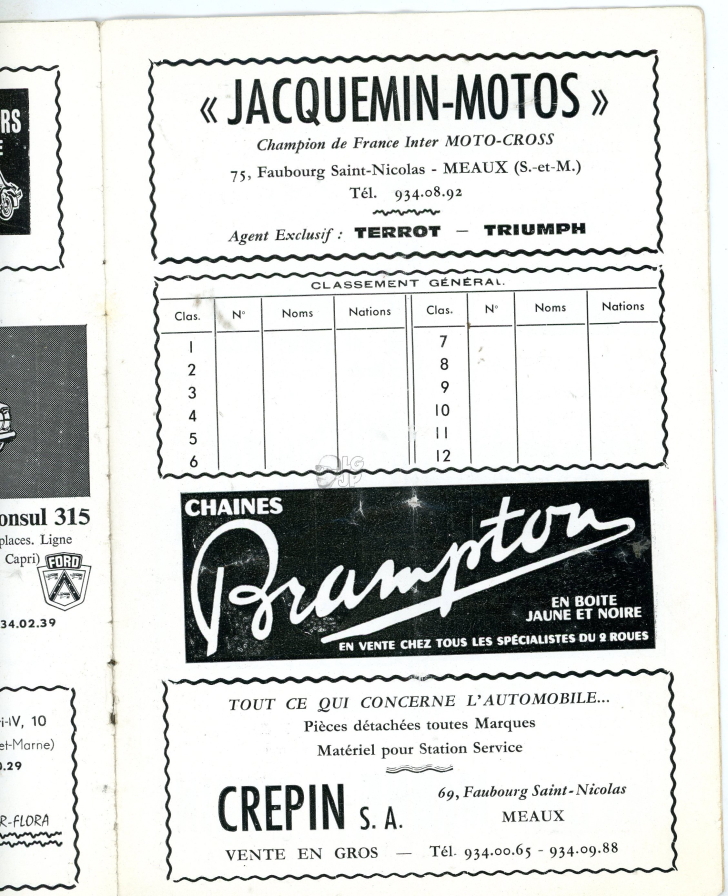 RS
E
onsul 315
places. Ligne
Capri) FORD
34.02.39
i-IV, 10
et-Marne)
0.29
R-FLORA
« JACQUEMIN-MOTOS »
Champion de France Inter MOTO-CROSS
75, Faubourg Saint-Nicolas - MEAUX (S.-et-M.)
Tél. 934.08.92
Agent Exclusif : TERROT — TRIUMPH
CLASSEMENT GÉNÉRAL.
Clas. N° Noms Nations Clas. N° Noms Nations
1 7
2 8
3 9
4 10
5 11
6 12
CHAINES
Brampton
EN BOITE
JAUNE ET NOIRE
EN VENTE CHEZ TOUS LES SPÉCIALISTES DU 2 ROUES
TOUT CE QUI CONCERNE L'AUTOMOBILE...
Pièces détachées toutes Marques
Matériel pour Station Service
CREPIN S. A.
69, Faubourg Saint-Nicolas
MEAUX
VENTE EN GROS — Tél. 934.00.65 - 934.09.88